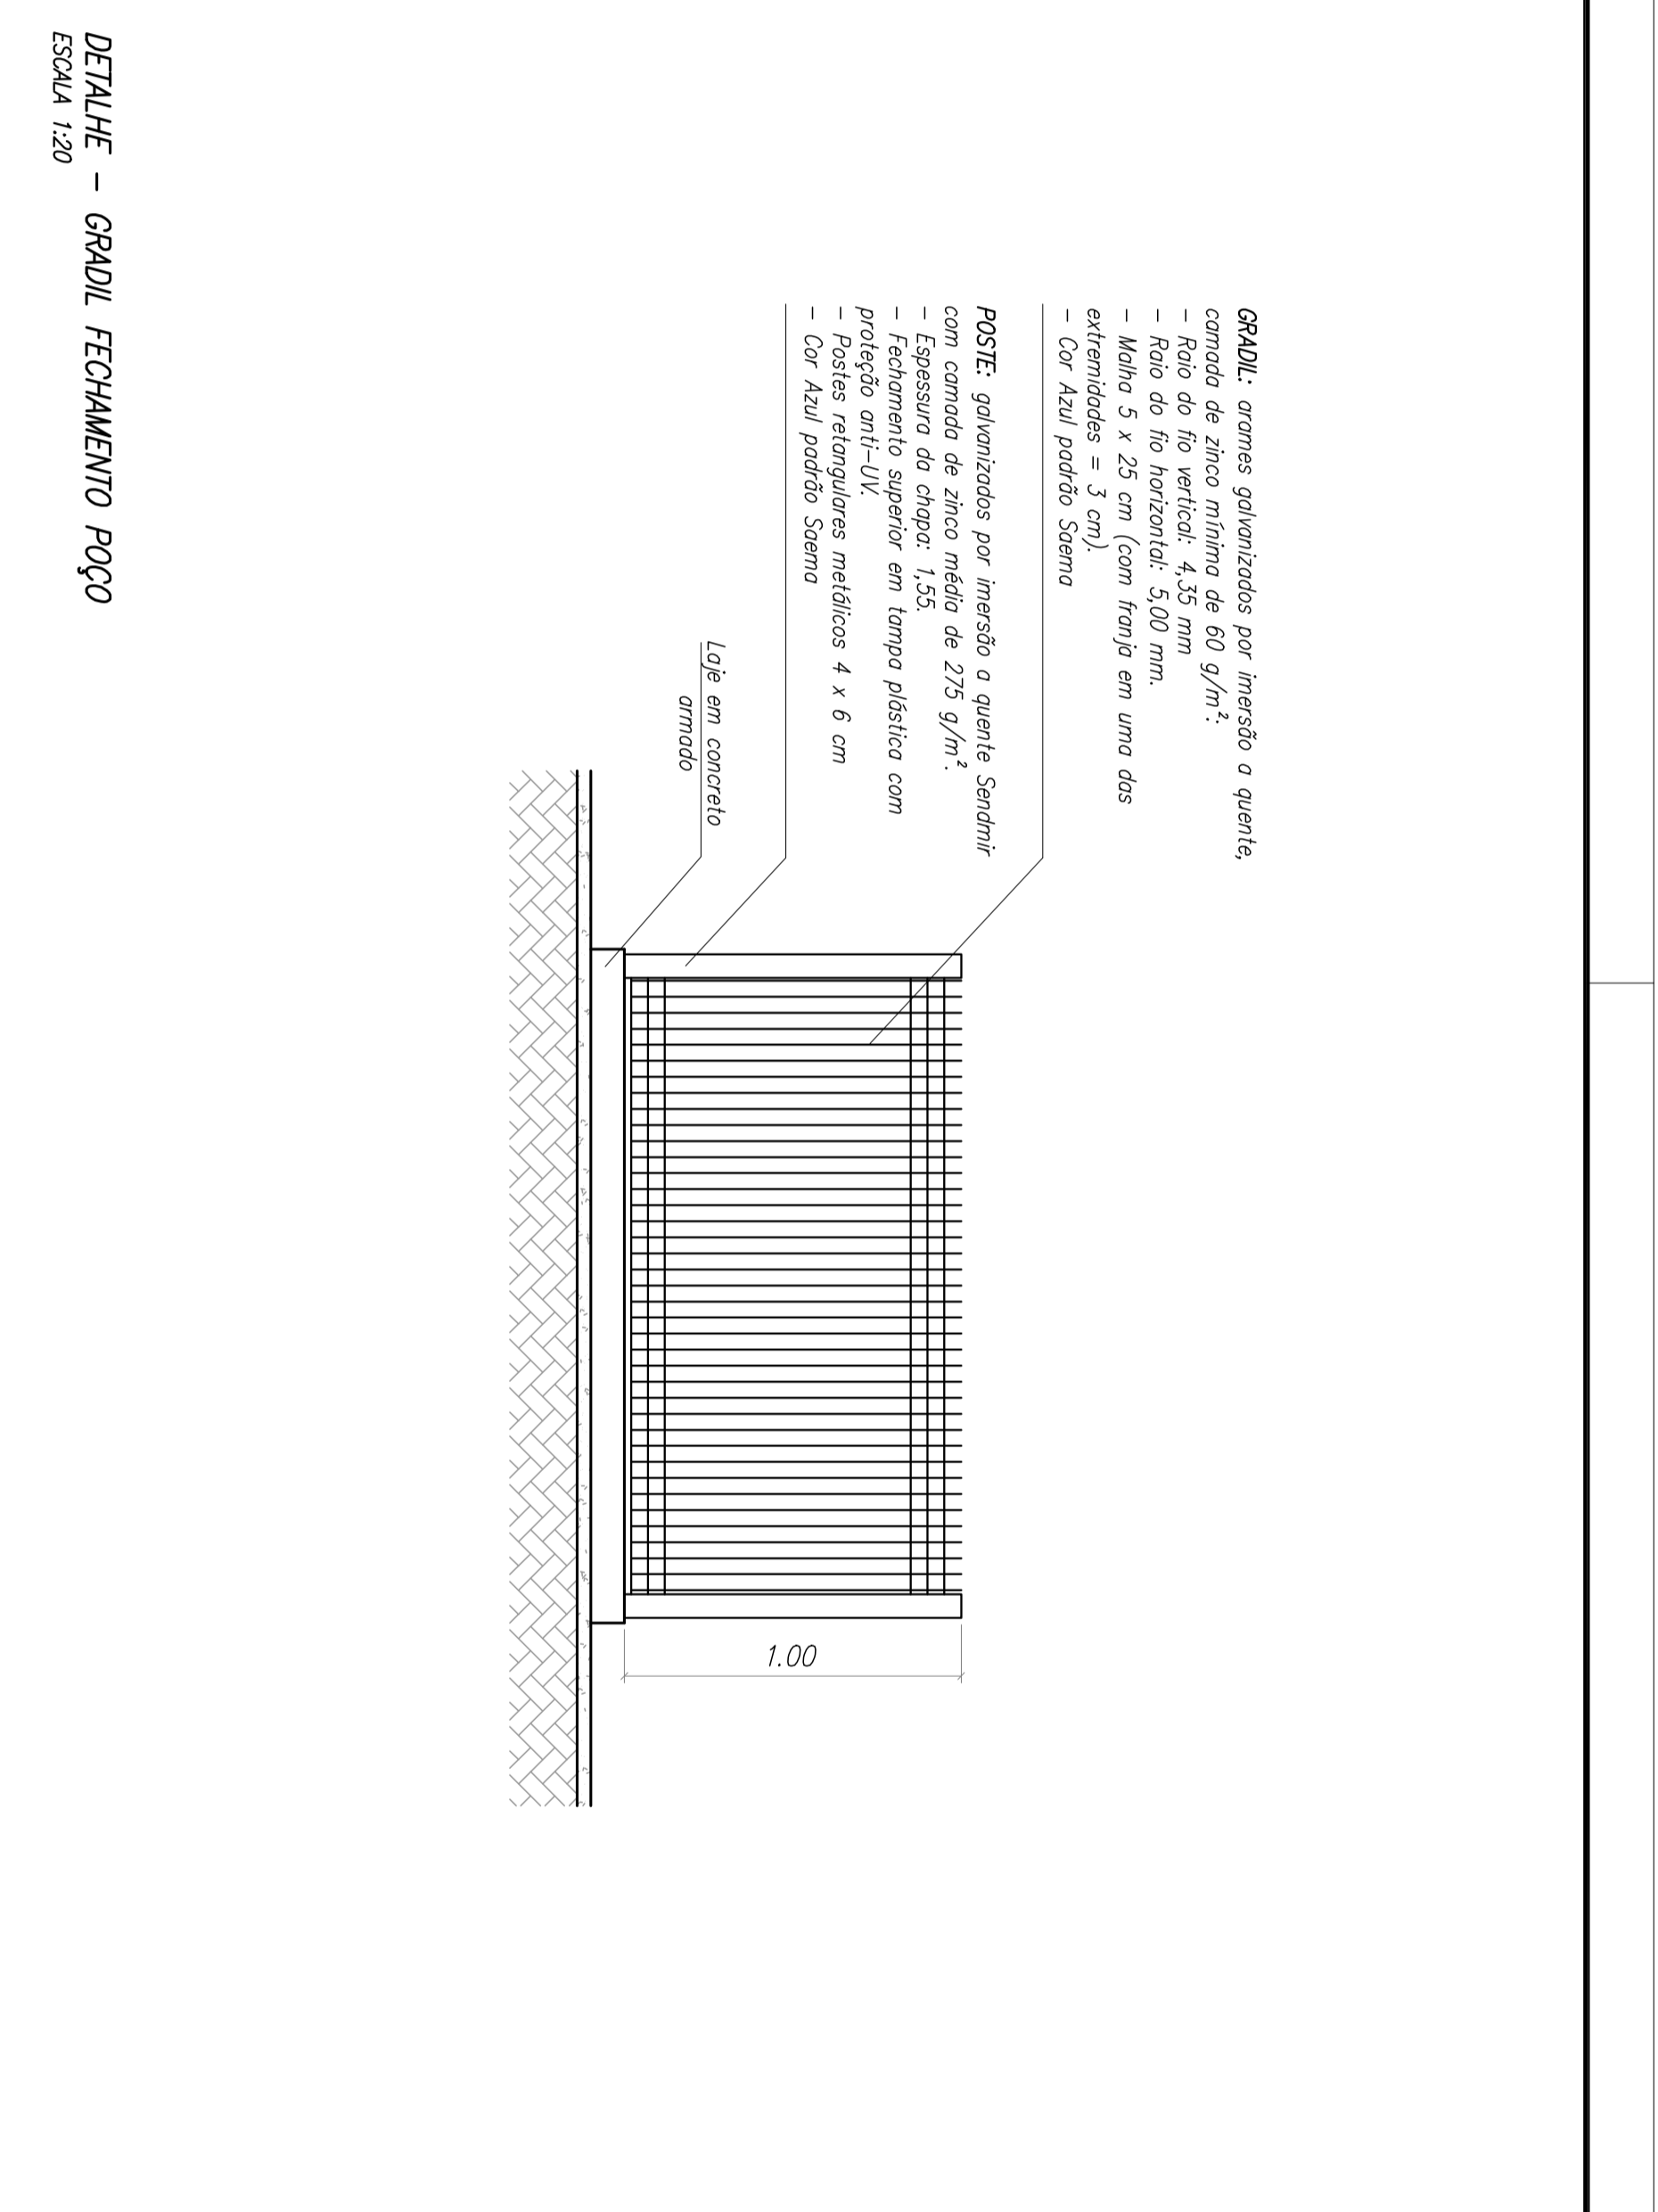 GRADIL: arames galvanizados por imersão a quente,
camada de zinco mínima de 60 g/m².
- Raio do fio vertical: 4,35 mm
- Raio do fio horizontal: 5,00 mm.
- Malha 5 x 25 cm (com franja em uma das
extremidades = 3 cm).
- Cor Azul padrão Saema
POSTE: galvanizados por imersão a quente Sendmir
com camada de zinco média de 275 g/m².
- Espessura da chapa: 1,55.
- Fechamento superior em tampa plástica com
proteção anti-UV.
- Postes retangulares metálicos 4 x 6 cm
- Cor Azul padrão Saema
Laje em concreto
armado
1.00
DETALHE - GRADIL FECHAMENTO POÇO
ESCALA 1:20